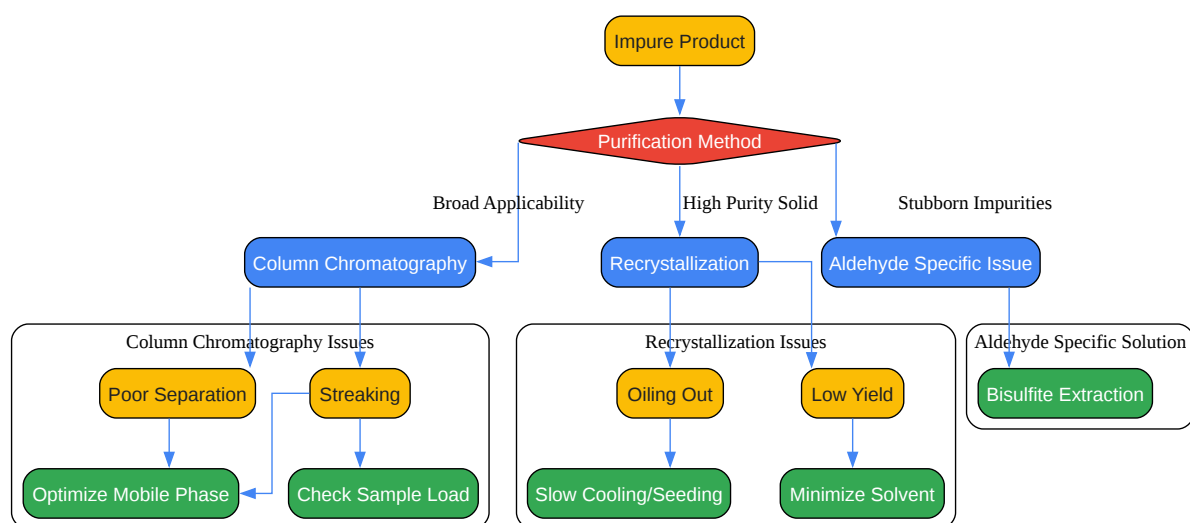 Impure Product
Purification Method
Broad Applicability
High Purity Solid
Stubborn Impurities
Column Chromatography
Recrystallization
Aldehyde Specific Issue
Column Chromatography Issues
Recrystallization Issues
Aldehyde Specific Solution
Poor Separation
Streaking
Oiling Out
Low Yield
Bisulfite Extraction
Optimize Mobile Phase
Check Sample Load
Slow Cooling/Seeding
Minimize Solvent